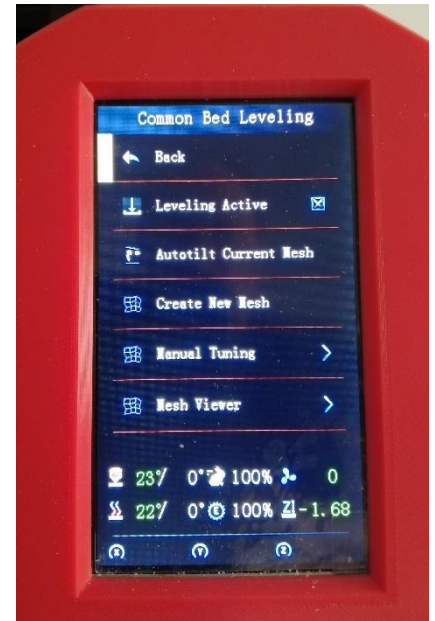 Common Bed Leveling
Back
Leveling Active
Autotilt Current Mesh
Create New Mesh
Manual Tuning
Mesh Viewer
23°/ 0° 100% 0
22°/ 0° E 100% Z -1.68
X Y Z